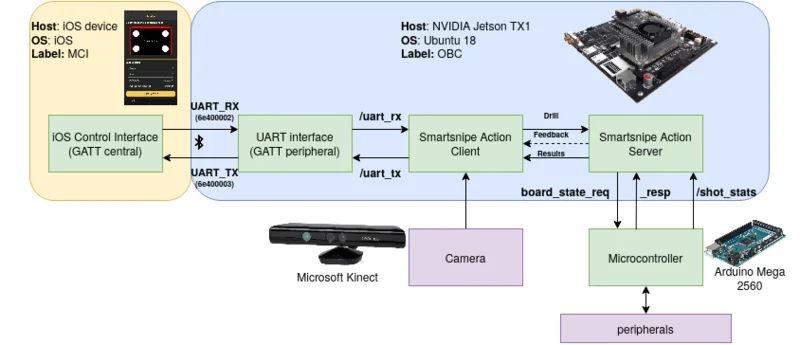 Host: iOS device
OS: iOS
Label: MCI
Host: NVIDIA Jetson TX1
OS: Ubuntu 18
Label: OBC
UART_RX
(6e400002)
/uart_rx
Drill
iOS Control Interface
(GATT central)
UART interface
(GATT peripheral)
Smartsnipe Action
Client
Feedback
Smartsnipe Action
Server
Results
UART_TX
(6e400003)
/uart_tx
board_state_req
_resp
/shot_stats
Microsoft Kinect
Camera
Microcontroller
Arduino Mega
2560
peripherals